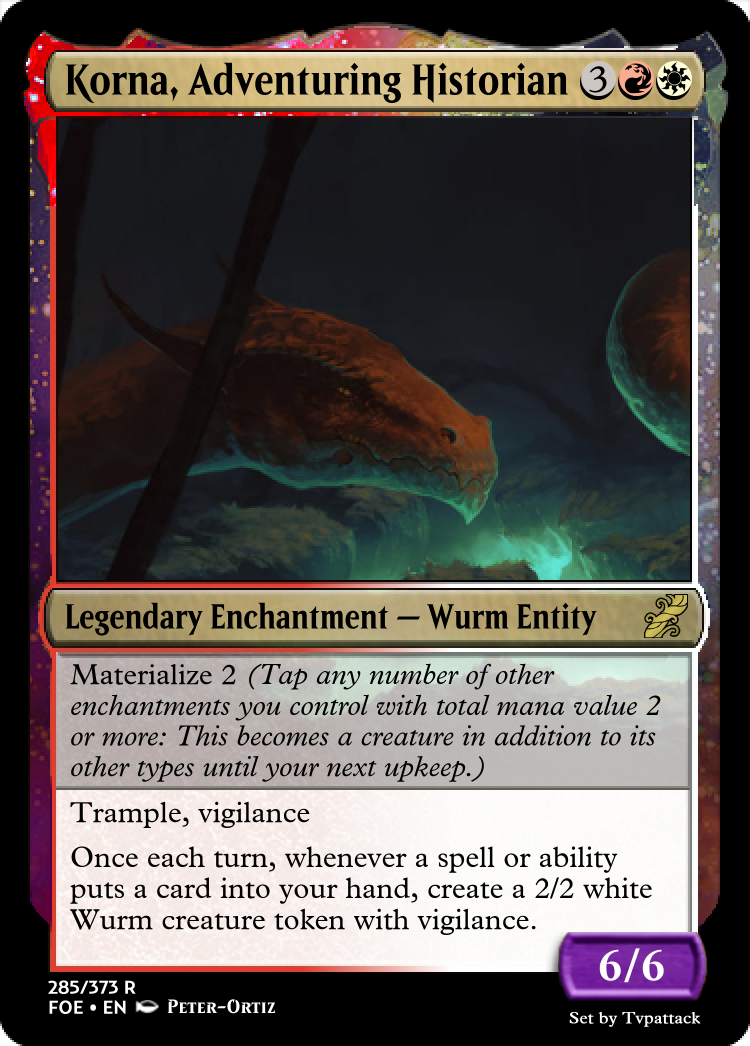 Korna, Adventuring Historian 3
Legendary Enchantment — Wurm Entity
Materialize 2 (Tap any number of other
enchantments you control with total mana value 2
or more: This becomes a creature in addition to its
other types until your next upkeep.)
Trample, vigilance
Once each turn, whenever a spell or ability
puts a card into your hand, create a 2/2 white
Wurm creature token with vigilance.
6/6
285/373 R
FOE • EN Peter-Ortiz
Set by Tvpattack